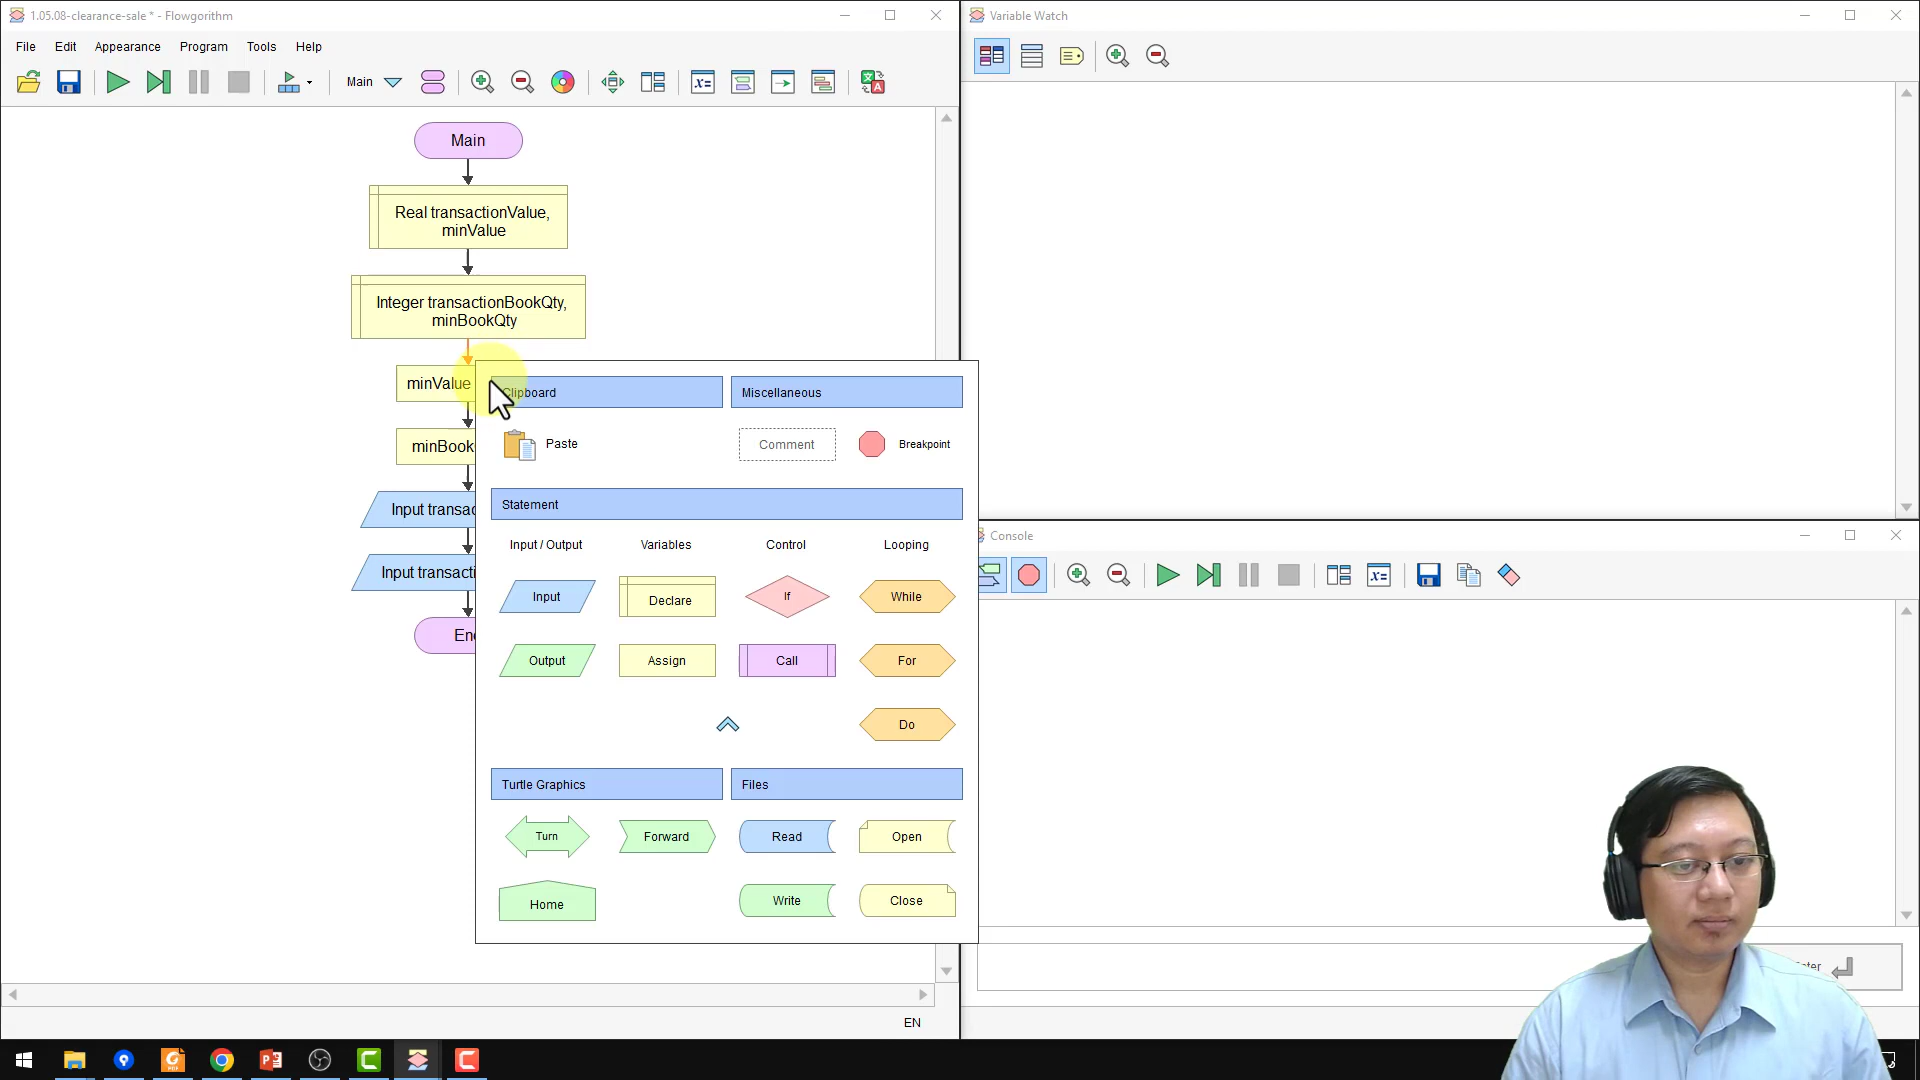 1.05.08-clearance-sale * - Flowgorithm
File Edit Appearance Program Tools Help
Main
Main
Real transactionValue,
minValue
Integer transactionBookQty,
minBookQty
minValue
minBook
Input transac
Input transacti
Clipboard
Miscellaneous
Paste
Comment
Breakpoint
Statement
Input / Output
Variables
Control
Looping
Input
Declare
If
While
Output
Assign
Call
For
Do
Turtle Graphics
Files
Turn
Forward
Read
Open
Home
Write
Close
EN
Variable Watch
Console